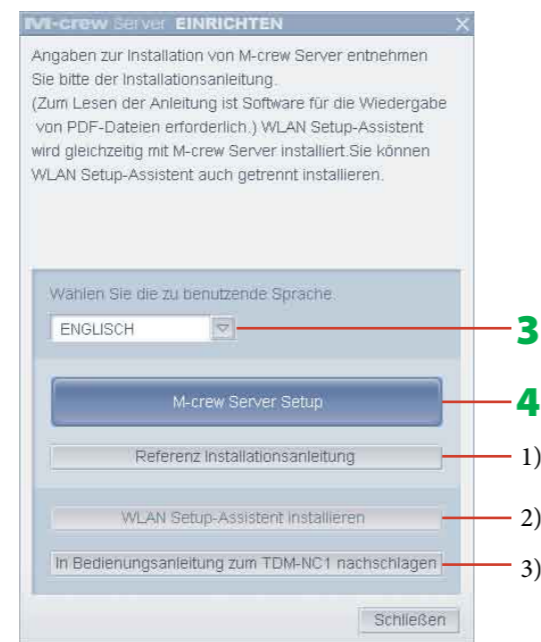 M-crew Server EINRICHTEN
Angaben zur Installation von M-crew Server entnehmen
Sie bitte der Installationsanleitung.
(Zum Lesen der Anleitung ist Software für die Wiedergabe
von PDF-Dateien erforderlich.) WLAN Setup-Assistent
wird gleichzeitig mit M-crew Server installiert.Sie können
WLAN Setup-Assistent auch getrennt installieren.
Wählen Sie die zu benutzende Sprache.
ENGLISCH
3
M-crew Server Setup
4
Referenz Installationsanleitung
1)
WLAN Setup-Assistent installieren
2)
In Bedienungsanleitung zum TDM-NC1 nachschlagen
3)
Schließen